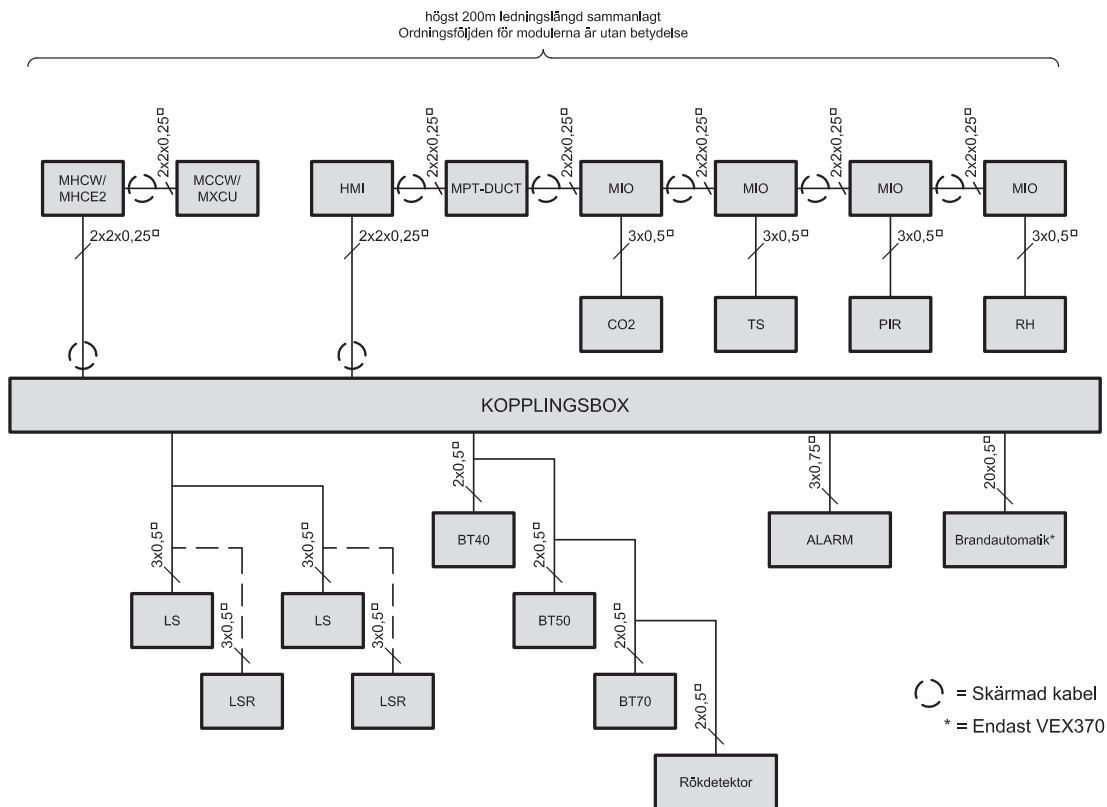 högst 200m ledningslängd sammanlagt
Ordningsföljden för modulerna är utan betydelse
2x2x0,25□
2x2x0,25□
2x2x0,25□
2x2x0,25□
2x2x0,25□
2x2x0,25□
MHCW/
MHCE2
MCCW/
MXCU
HMI
MPT-DUCT
MIO
MIO
MIO
MIO
2x2x0,25□
2x2x0,25□
3x0,5□
3x0,5□
3x0,5□
3x0,5□
CO2
TS
PIR
RH
KOPPLINGSBOX
2x0,5□
3x0,75□
20x0,5□
BT40
ALARM
Brandautomatik*
3x0,5□
3x0,5□
2x0,5□
LS
LS
BT50
3x0,5□
3x0,5□
2x0,5□
LSR
LSR
BT70
2x0,5□
Rökdetektor
= Skärmad kabel
* = Endast VEX370